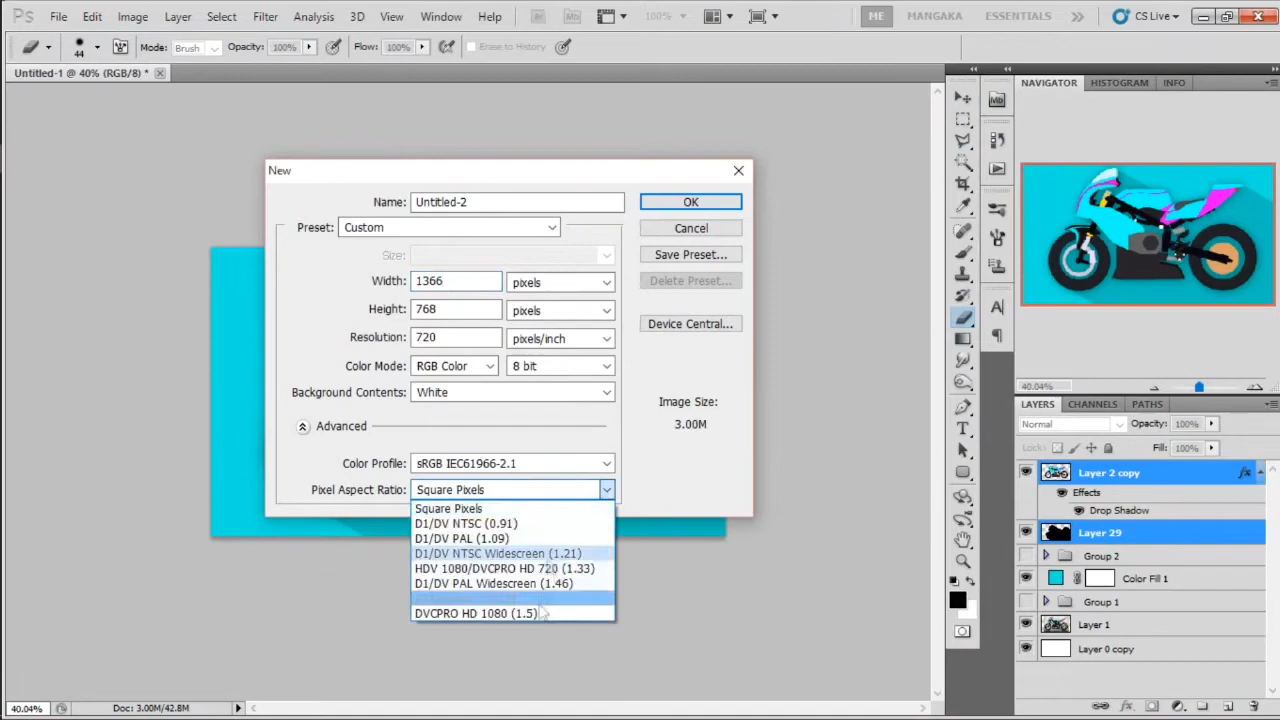 Ps File Edit Image Layer Select Filter Analysis 3D View Window Help Br Mb 100% ME MANGAKA ESSENTIALS CS Live
44 Mode: Brush Opacity: 100% Flow: 100% Erase to History
Untitled-1 @ 40% (RGB/8) *
NAVIGATOR HISTOGRAM INFO
Mb
New
Name: Untitled-2 OK
Preset: Custom Cancel
Size: Save Preset...
Width: 1366 pixels Delete Preset...
Height: 768 pixels
Resolution: 720 pixels/inch Device Central...
Color Mode: RGB Color 8 bit
Background Contents: White
Image Size:
3.00M
Advanced
Color Profile: sRGB IEC61966-2.1
Pixel Aspect Ratio: Square Pixels
Square Pixels
D1/DV NTSC (0.91)
D1/DV PAL (1.09)
D1/DV NTSC Widescreen (1.21)
HDV 1080/DVCPRO HD 720 (1.33)
D1/DV PAL Widescreen (1.46)
DVCPRO HD 1080 (1.5)
40.04%
LAYERS CHANNELS PATHS
Normal Opacity: 100%
Lock: Fill: 100%
Layer 2 copy fx
Effects
Drop Shadow
Layer 29
Group 2
Color Fill 1
Group 1
Layer 1
Layer 0 copy
40.04% Doc: 3.00M/42.8M